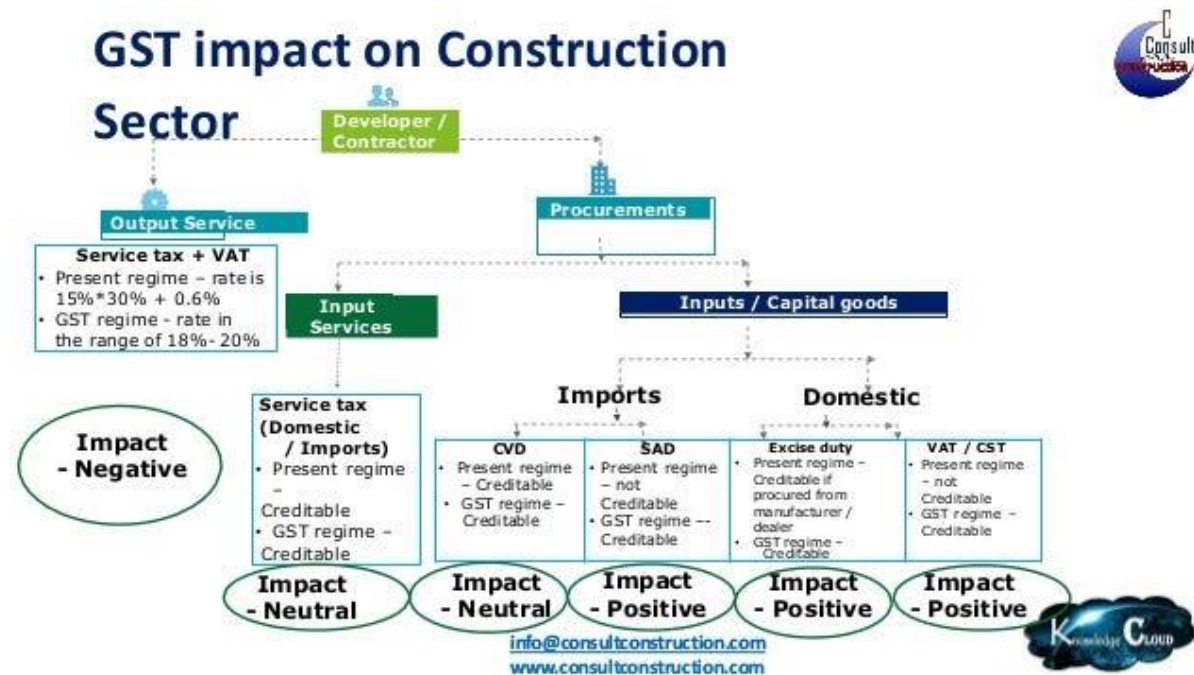 GST impact on Construction
Sector
C
Consult
construction
Developer /
Contractor
Output Service
Procurements
Service tax + VAT
• Present regime – rate is
15%*30% + 0.6%
• GST regime - rate in
the range of 18%- 20%
Input
Services
Inputs / Capital goods
Imports
Domestic
Impact
- Negative
Service tax
(Domestic
/ Imports)
• Present regime
–
Creditable
• GST regime –
Creditable
CVD
• Present regime
– Creditable
• GST regime –
Creditable
SAD
• Present regime
– not
Creditable
• GST regime –-
Creditable
Excise duty
• Present regime –
Creditable if
procured from
manufacturer /
dealer
• GST regime –
Creditable
VAT / CST
• Present regime
– not
Creditable
• GST regime –
Creditable
Impact
- Neutral
Impact
- Neutral
Impact
- Positive
Impact
- Positive
Impact
- Positive
Knowledge Cloud
info@consultconstruction.com
www.consultconstruction.com